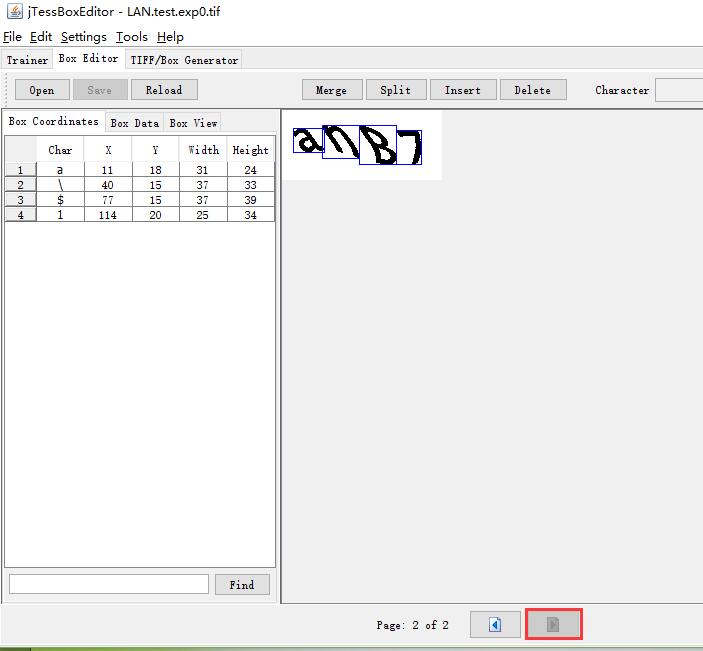 jTessBoxEditor - LAN.test.exp0.tif
File Edit Settings Tools Help
Trainer Box Editor TIFF/Box Generator
Open Save Reload Merge Split Insert Delete Character
Box Coordinates Box Data Box View
Char X Y Width Height
1 a 11 18 31 24
2 \ 40 15 37 33
3 $ 77 15 37 39
4 1 114 20 25 34
anB7
Find
Page: 2 of 2